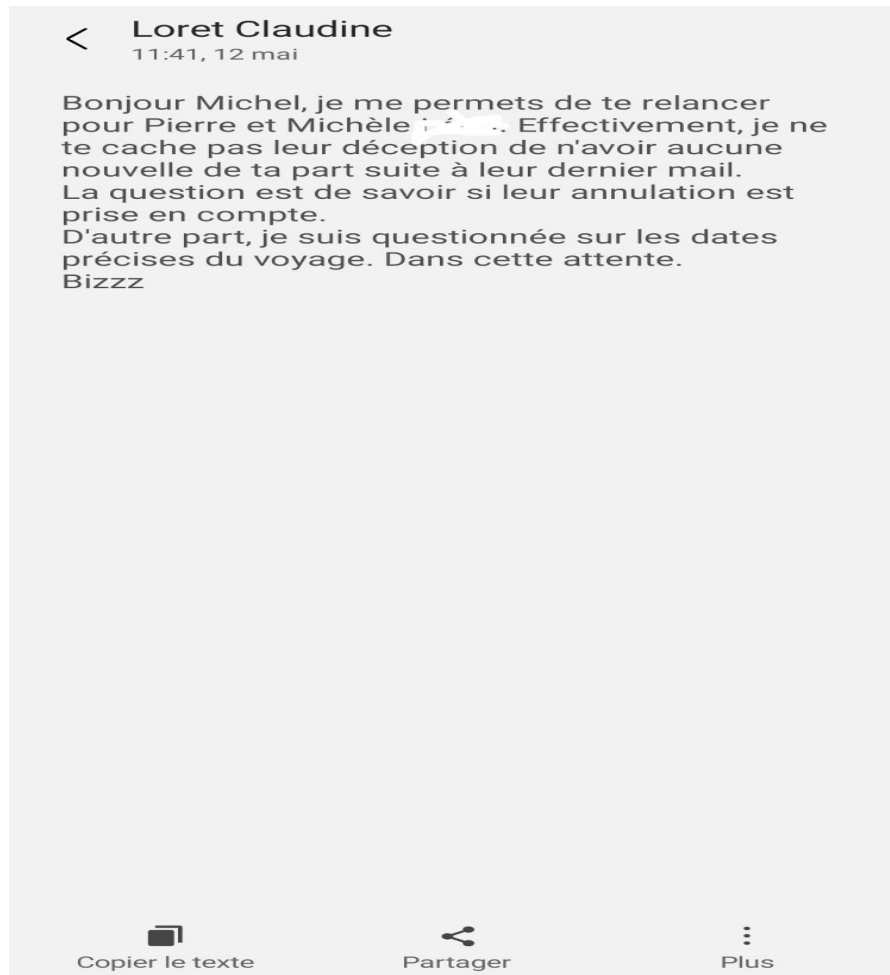 Loret Claudine
11:41, 12 mai
Bonjour Michel, je me permets de te relancer
pour Pierre et Michèle . Effectivement, je ne
te cache pas leur déception de n'avoir aucune
nouvelle de ta part suite à leur dernier mail.
La question est de savoir si leur annulation est
prise en compte.
D'autre part, je suis questionnée sur les dates
précises du voyage. Dans cette attente.
Bizzz
Copier le texte
Partager
Plus